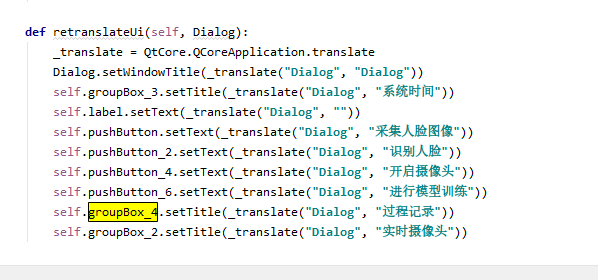 def retranslateUi(self, Dialog):
    _translate = QtCore.QCoreApplication.translate
    Dialog.setWindowTitle(_translate("Dialog", "Dialog"))
    self.groupBox_3.setTitle(_translate("Dialog", "系统时间"))
    self.label.setText(_translate("Dialog", ""))
    self.pushButton.setText(_translate("Dialog", "采集人脸图像"))
    self.pushButton_2.setText(_translate("Dialog", "识别人脸"))
    self.pushButton_4.setText(_translate("Dialog", "开启摄像头"))
    self.pushButton_6.setText(_translate("Dialog", "进行模型训练"))
    self.groupBox_4.setTitle(_translate("Dialog", "过程记录"))
    self.groupBox_2.setTitle(_translate("Dialog", "实时摄像头"))